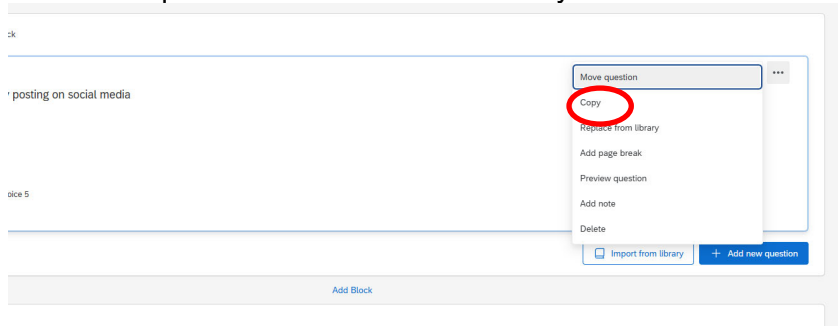 Move question
posting on social media
Copy
Replace from library
Add page break
Preview question
oice 5
Add note
Delete
Import from library
+ Add new question
Add Block